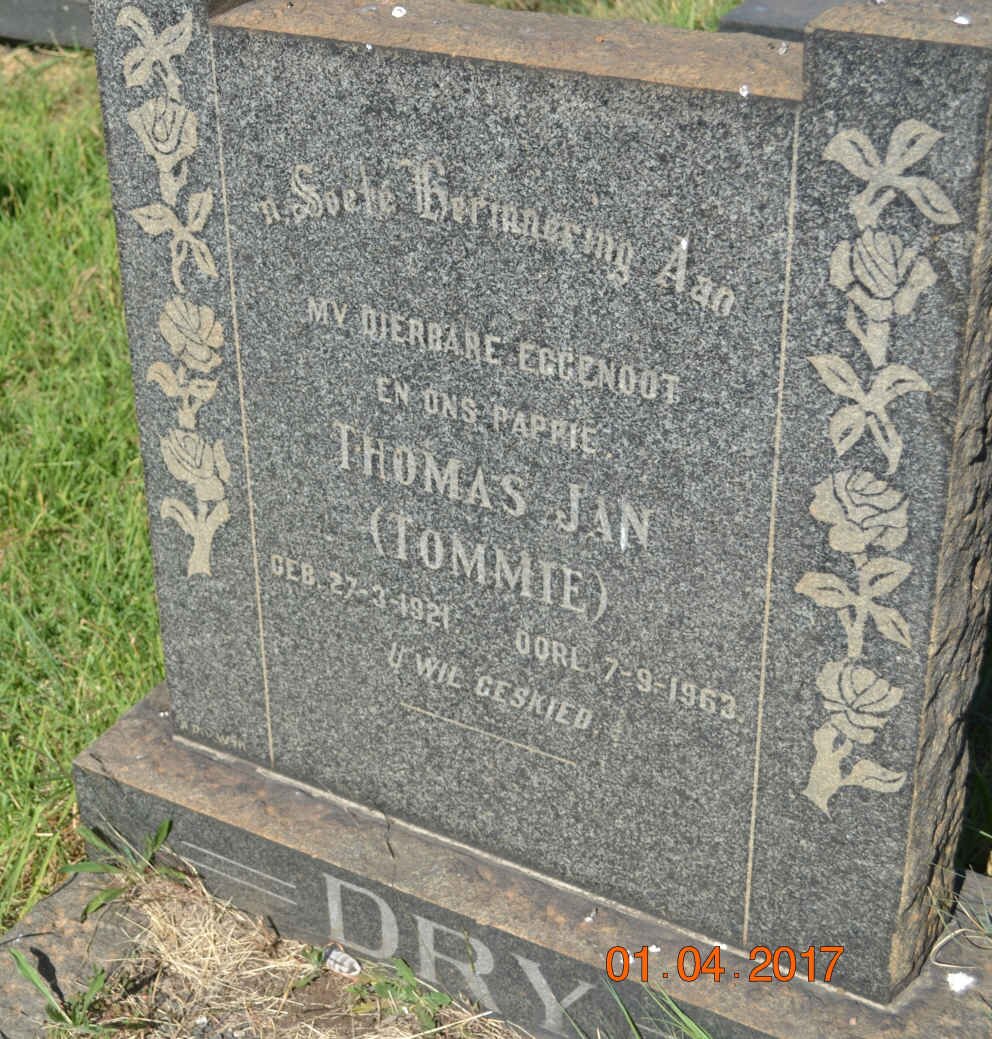 'n Soete Herinnering Aan
MY DIERBARE EGGENOOT
EN ONS PAPPIE.
THOMAS JAN
(TOMMIE)
GEB. 27-3-1921. OORL. 7-9-1963.
U WIL GESKIED.
DRY
01.04.2017